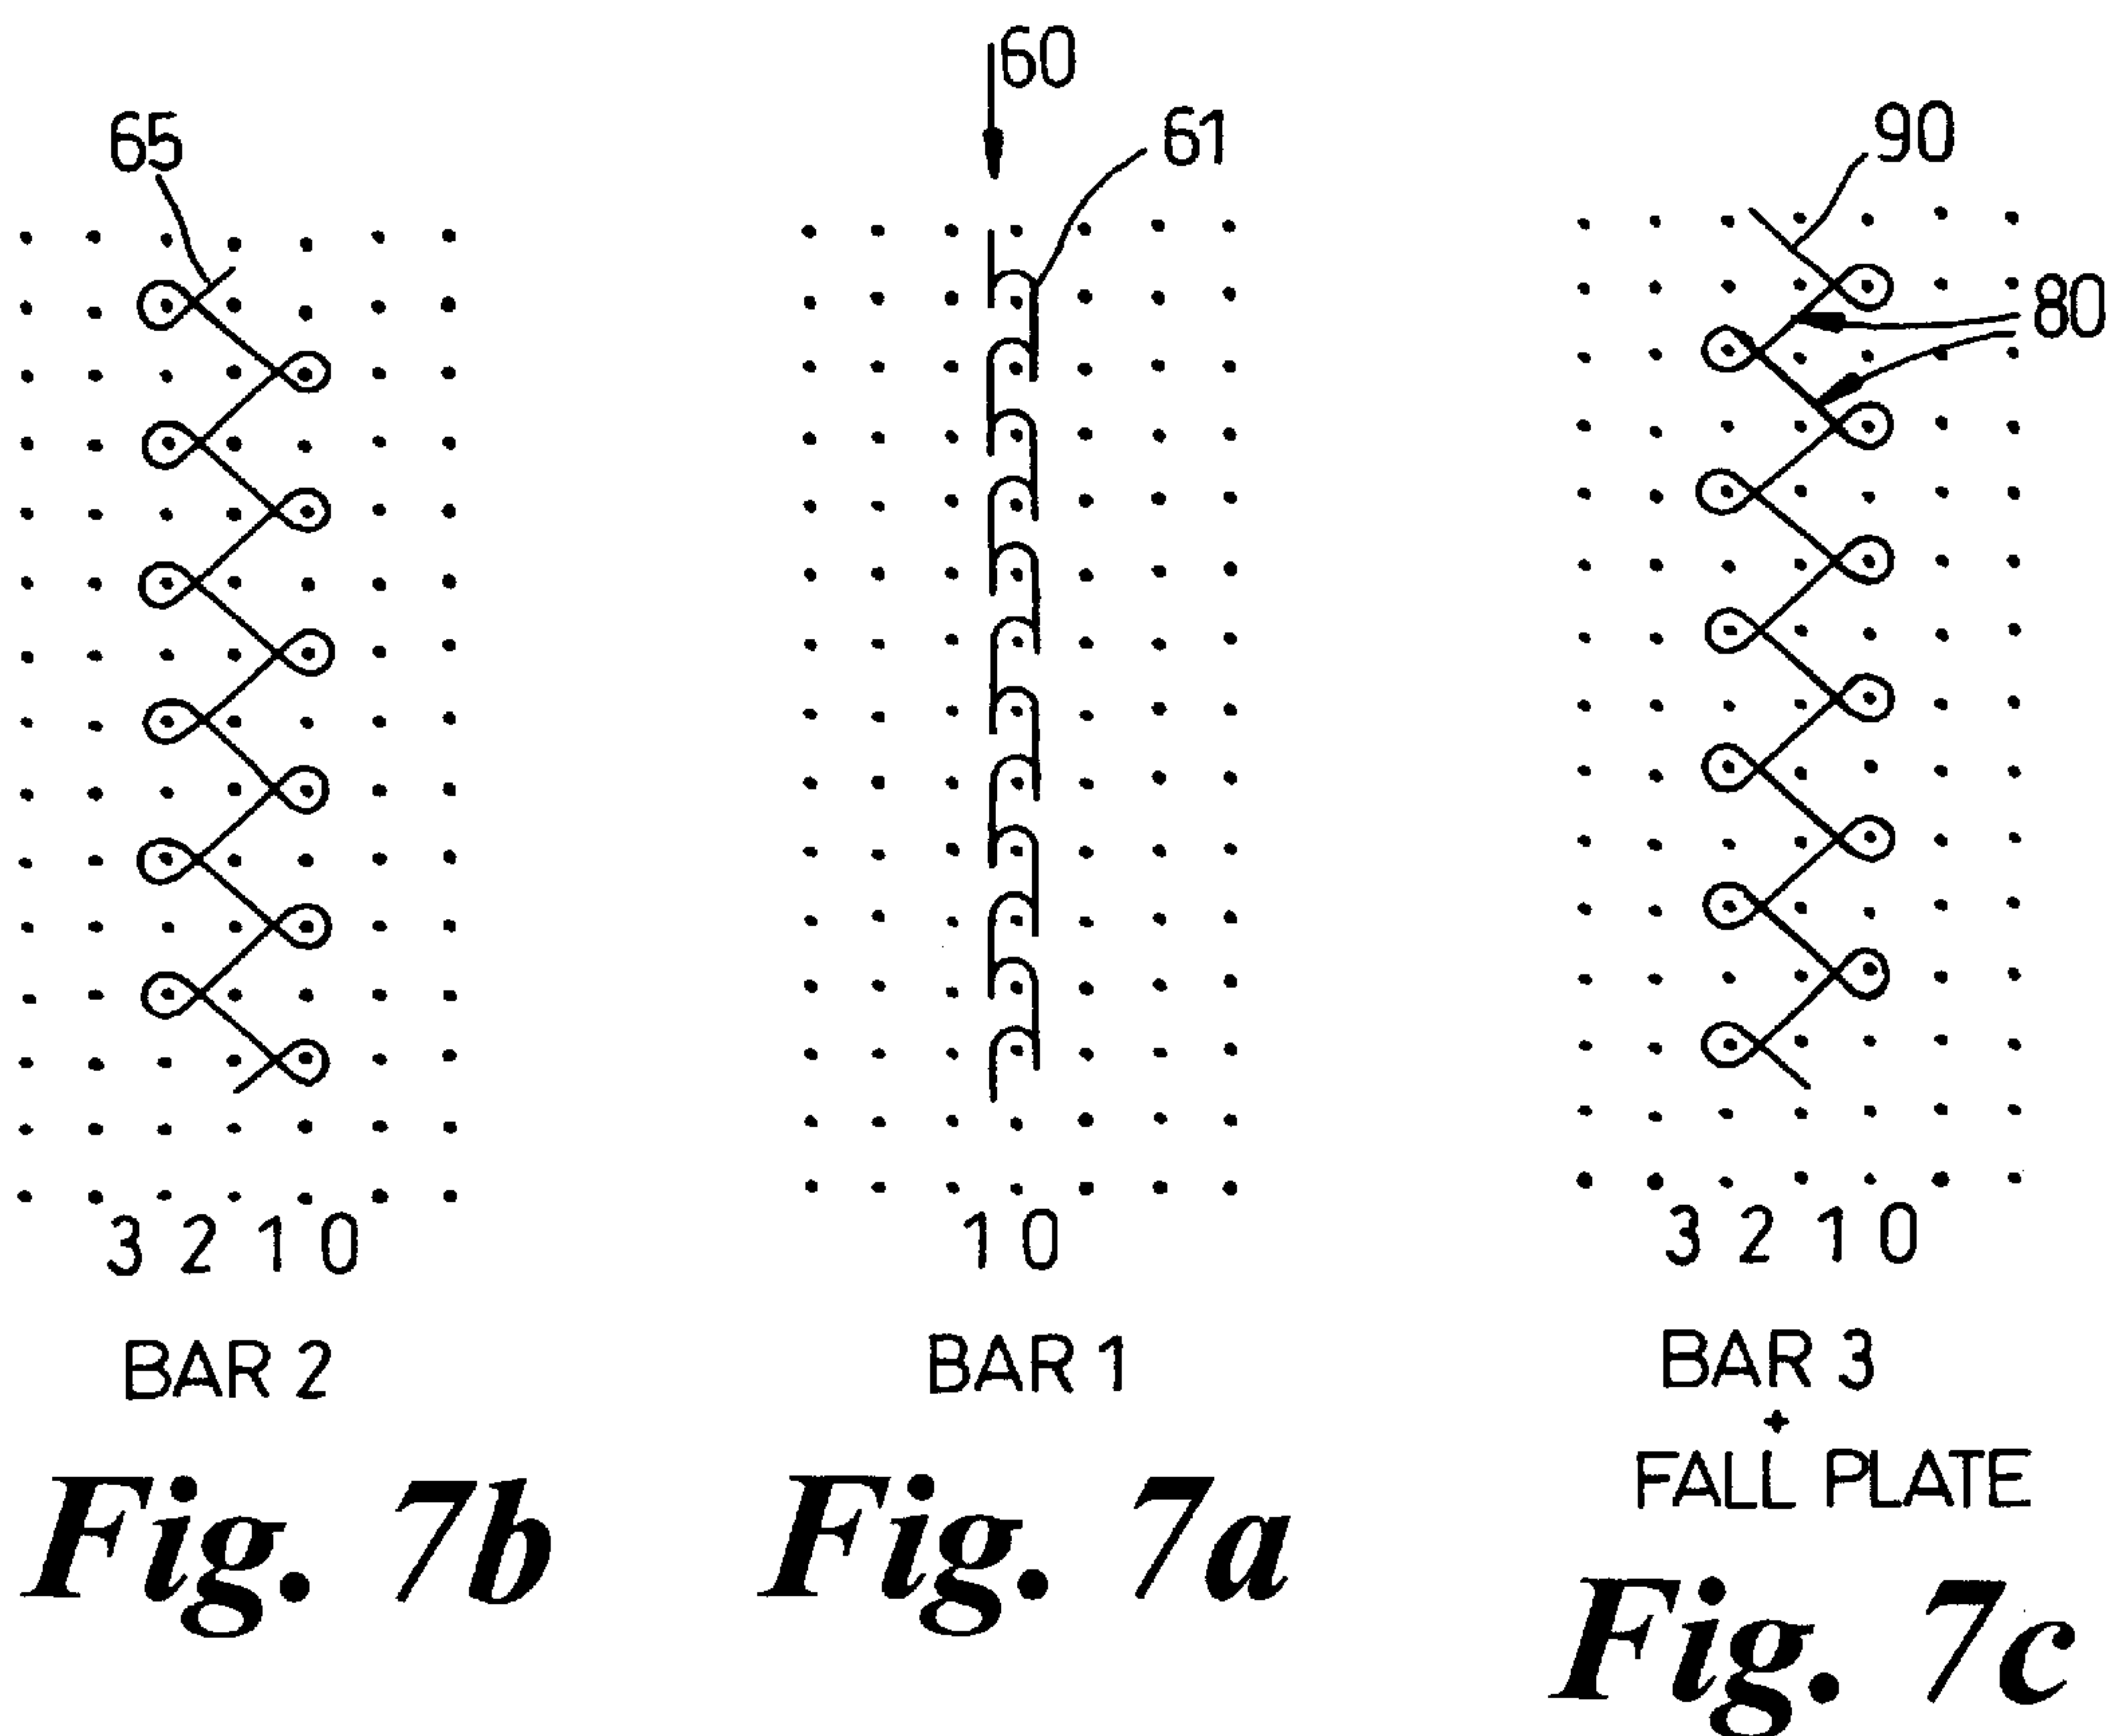 60
65
61
90
80
3 2 1 0
1 0
3 2 1 0
BAR 2
BAR 1
BAR 3
+
FALL PLATE
Fig. 7b
Fig. 7a
Fig. 7c